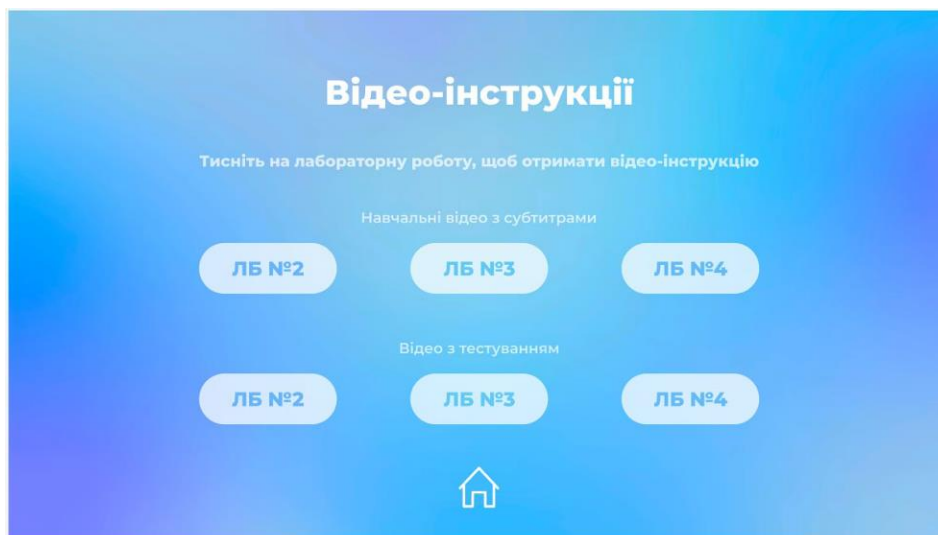 Відео-інструкції
Тисніть на лабораторну роботу, щоб отримати відео-інструкцію
Навчальні відео з субтитрами
ЛБ №2
ЛБ №3
ЛБ №4
Відео з тестуванням
ЛБ №2
ЛБ №3
ЛБ №4